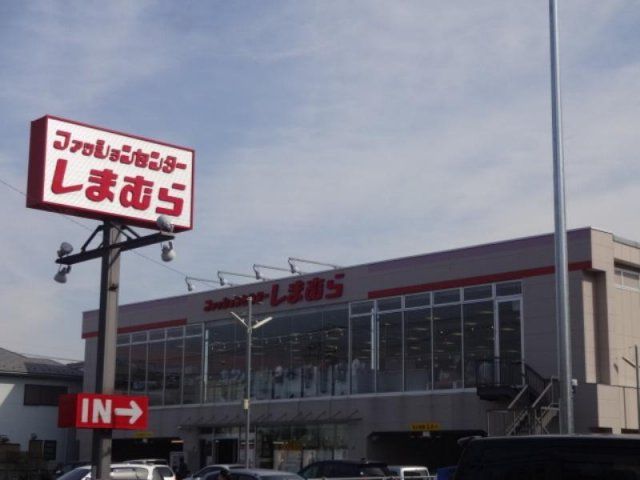 ファッションセンター
しまむら
ファッションセンターしまむら
IN→